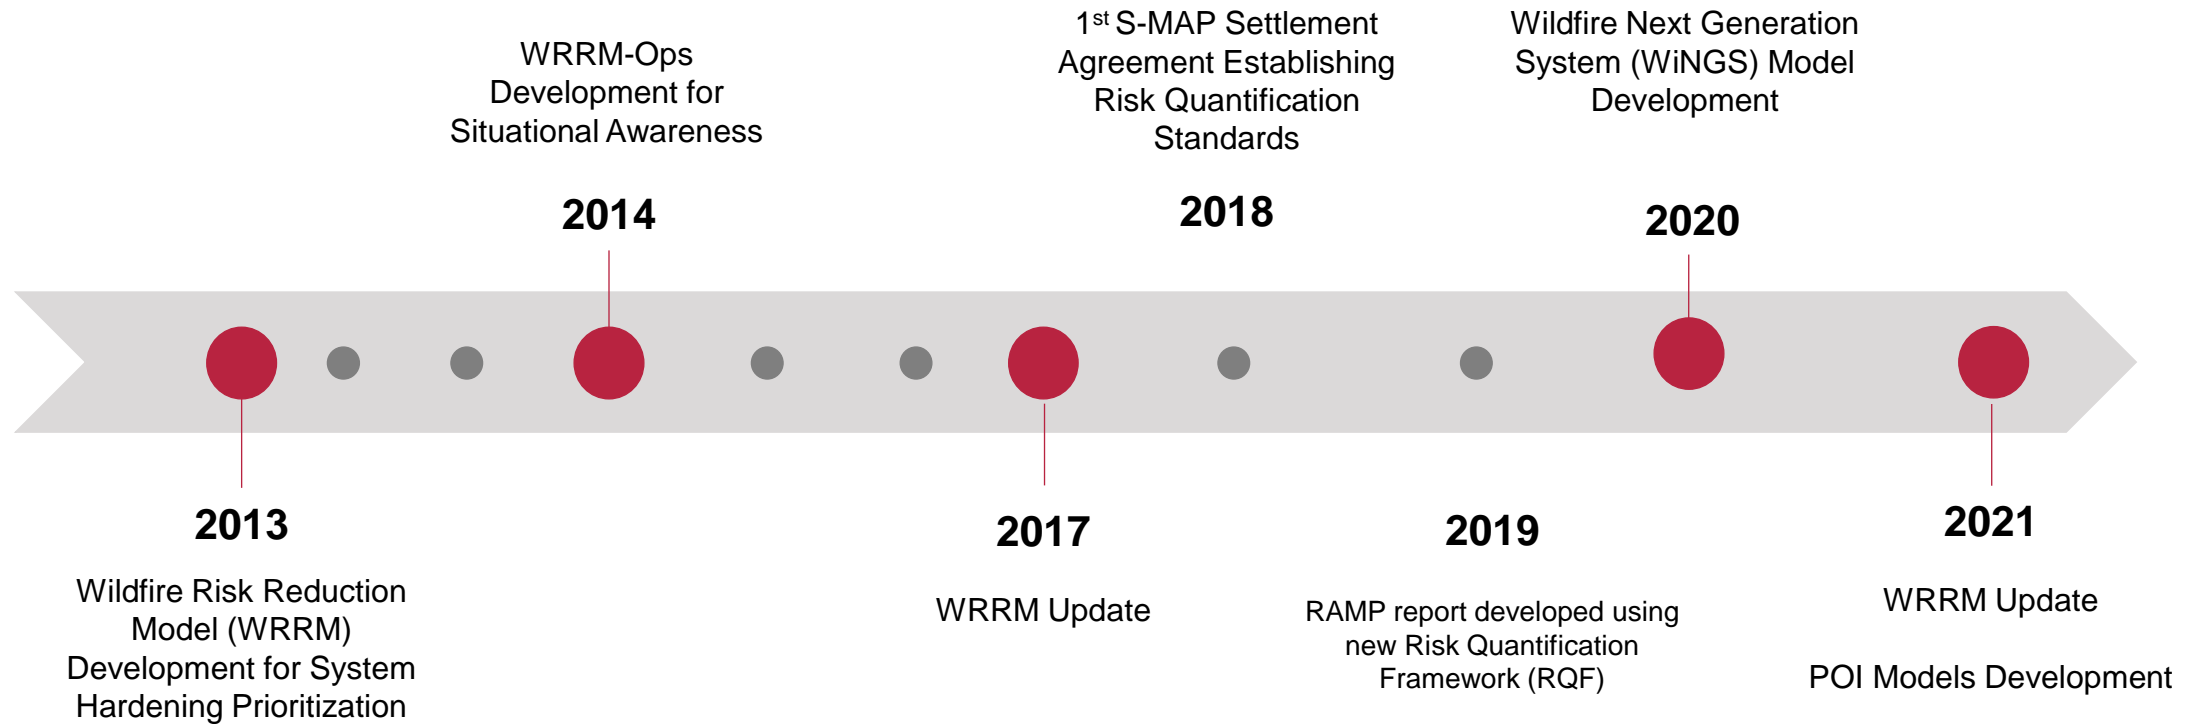 WRRM-Ops
Development for
Situational Awareness
2014
1st S-MAP Settlement
Agreement Establishing
Risk Quantification
Standards
2018
Wildfire Next Generation
System (WiNGS) Model
Development
2020
2013
Wildfire Risk Reduction
Model (WRRM)
Development for System
Hardening Prioritization
2017
WRRM Update
2019
RAMP report developed using
new Risk Quantification
Framework (RQF)
2021
WRRM Update
POI Models Development